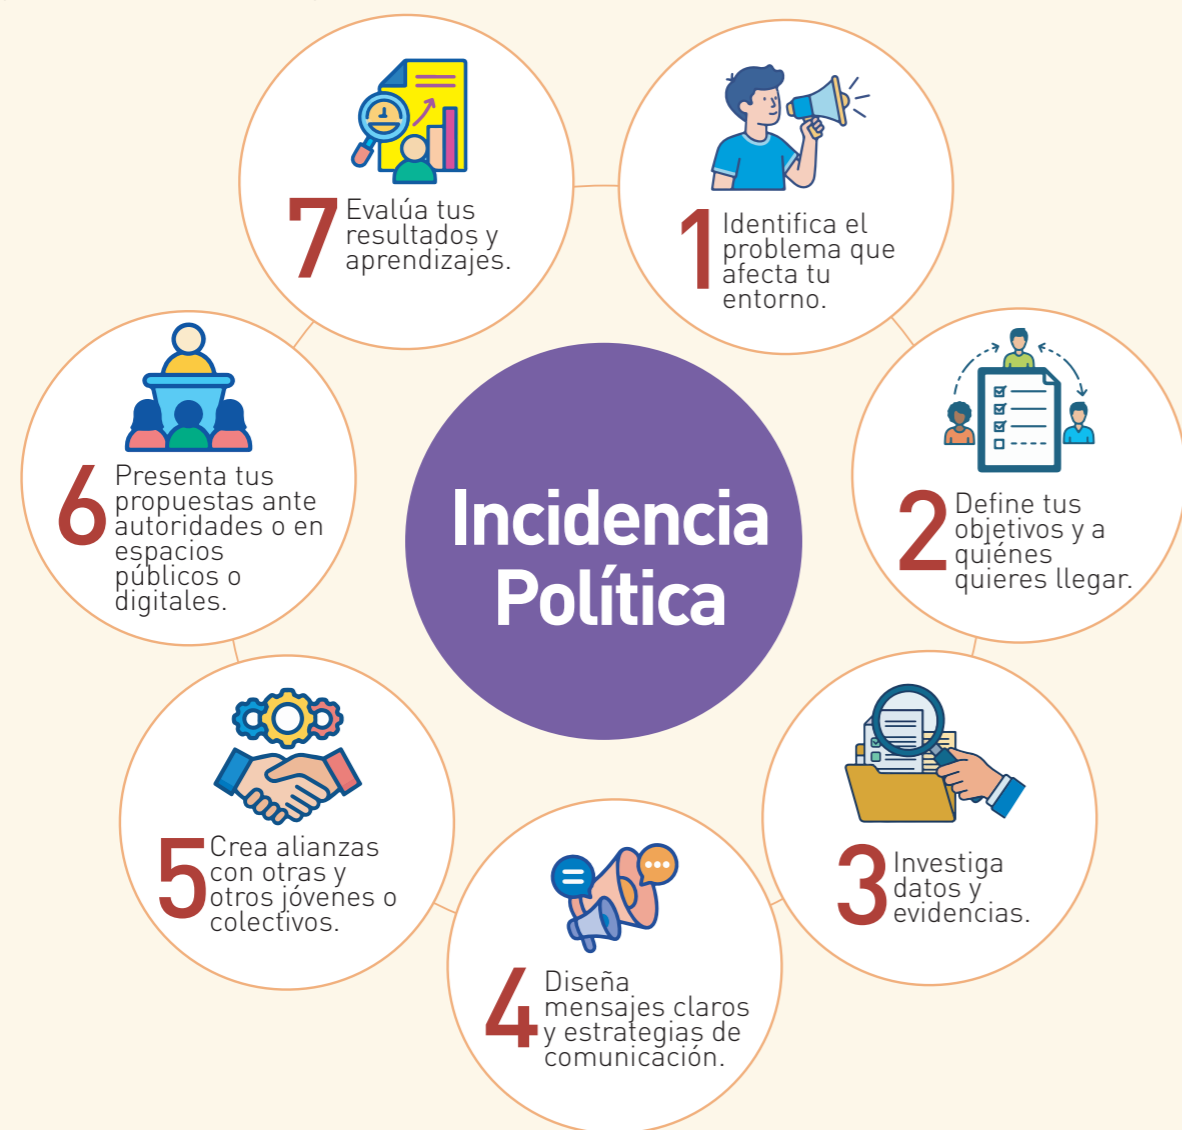 Incidencia
Política
1
Identifica el
problema que
afecta tu
entorno.
2
Define tus
objetivos y a
quiénes
quieres llegar.
3
Investiga
datos y
evidencias.
4
Diseña
mensajes claros
y estrategias de
comunicación.
5
Crea alianzas
con otras y
otros jóvenes o
colectivos.
6
Presenta tus
propuestas ante
autoridades o en
espacios
públicos o
digitales.
7
Evalúa tus
resultados y
aprendizajes.